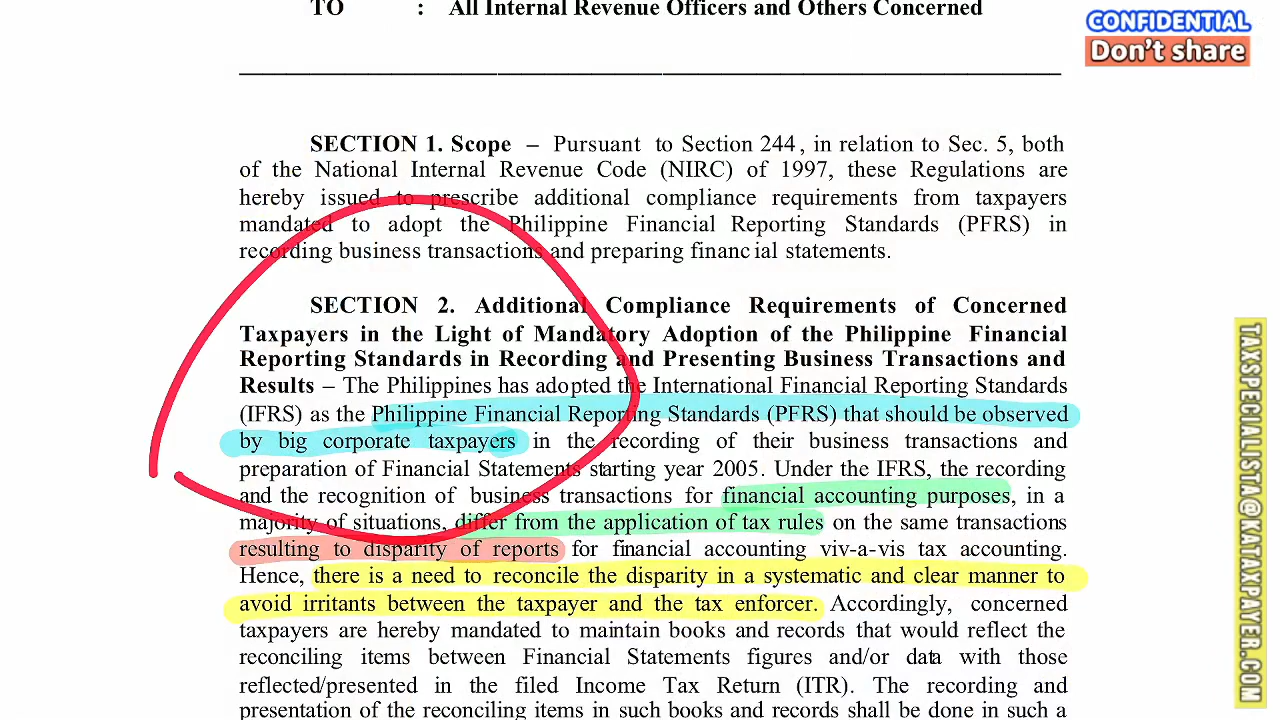 TO : All Internal Revenue Officers and Others Concerned
CONFIDENTIAL
Don't share
SECTION 1. Scope – Pursuant to Section 244, in relation to Sec. 5, both
of the National Internal Revenue Code (NIRC) of 1997, these Regulations are
hereby issued to prescribe additional compliance requirements from taxpayers
mandated to adopt the Philippine Financial Reporting Standards (PFRS) in
recording business transactions and preparing financial statements.
SECTION 2. Additional Compliance Requirements of Concerned
Taxpayers in the Light of Mandatory Adoption of the Philippine Financial
Reporting Standards in Recording and Presenting Business Transactions and
Results – The Philippines has adopted the International Financial Reporting Standards
(IFRS) as the Philippine Financial Reporting Standards (PFRS) that should be observed
by big corporate taxpayers in the recording of their business transactions and
preparation of Financial Statements starting year 2005. Under the IFRS, the recording
and the recognition of business transactions for financial accounting purposes, in a
majority of situations, differ from the application of tax rules on the same transactions
resulting to disparity of reports for financial accounting viv-a-vis tax accounting.
Hence, there is a need to reconcile the disparity in a systematic and clear manner to
avoid irritants between the taxpayer and the tax enforcer. Accordingly, concerned
taxpayers are hereby mandated to maintain books and records that would reflect the
reconciling items between Financial Statements figures and/or data with those
reflected/presented in the filed Income Tax Return (ITR). The recording and
presentation of the reconciling items in such books and records shall be done in such a
TAXSPECIALISTA@KATAXPAYER.COM